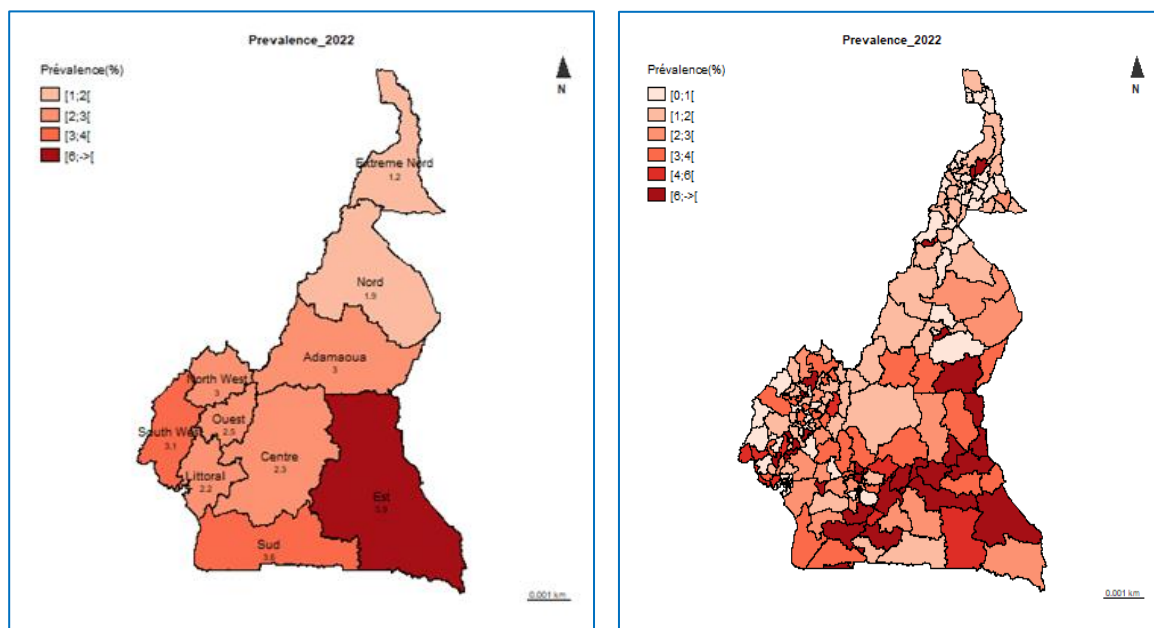 Prevalence_2022
Prévalence(%)
[1;2[
[2;3[
[3;4[
[6;->[
N
Extreme Nord
1.2
Nord
1.9
Adamaoua
3
North West
3
Ouest
2.5
South West
3.1
Centre
2.3
Littoral
2.2
Est
Sud
3.6
0.001 km
Prevalence_2022
Prévalence(%)
[0;1[
[1;2[
[2;3[
[3;4[
[4;6[
[6;->[
N
0.001 km